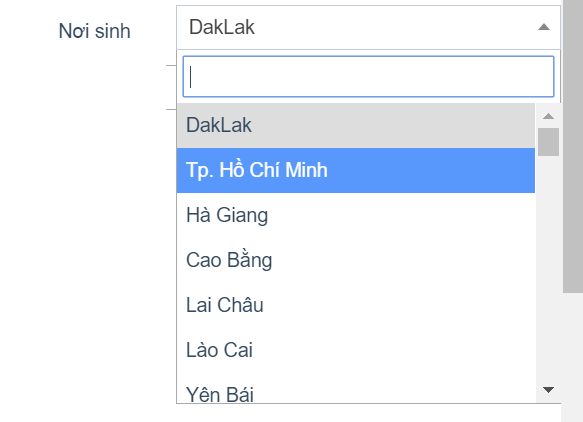 Nơi sinh
DakLak
DakLak
Tp. Hồ Chí Minh
Hà Giang
Cao Bằng
Lai Châu
Lào Cai
Yên Bái